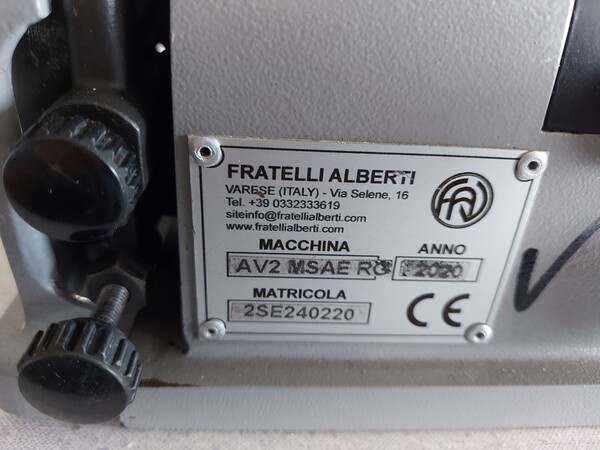 FRATELLI ALBERTI
VARESE (ITALY) - Via Selene, 16
Tel. +39 0332333619
siteinfo@fratellialberti.com
www.fratellialberti.com
MACCHINA ANNO
AV2 MSAE RO 2020
MATRICOLA
2SE240220 CE